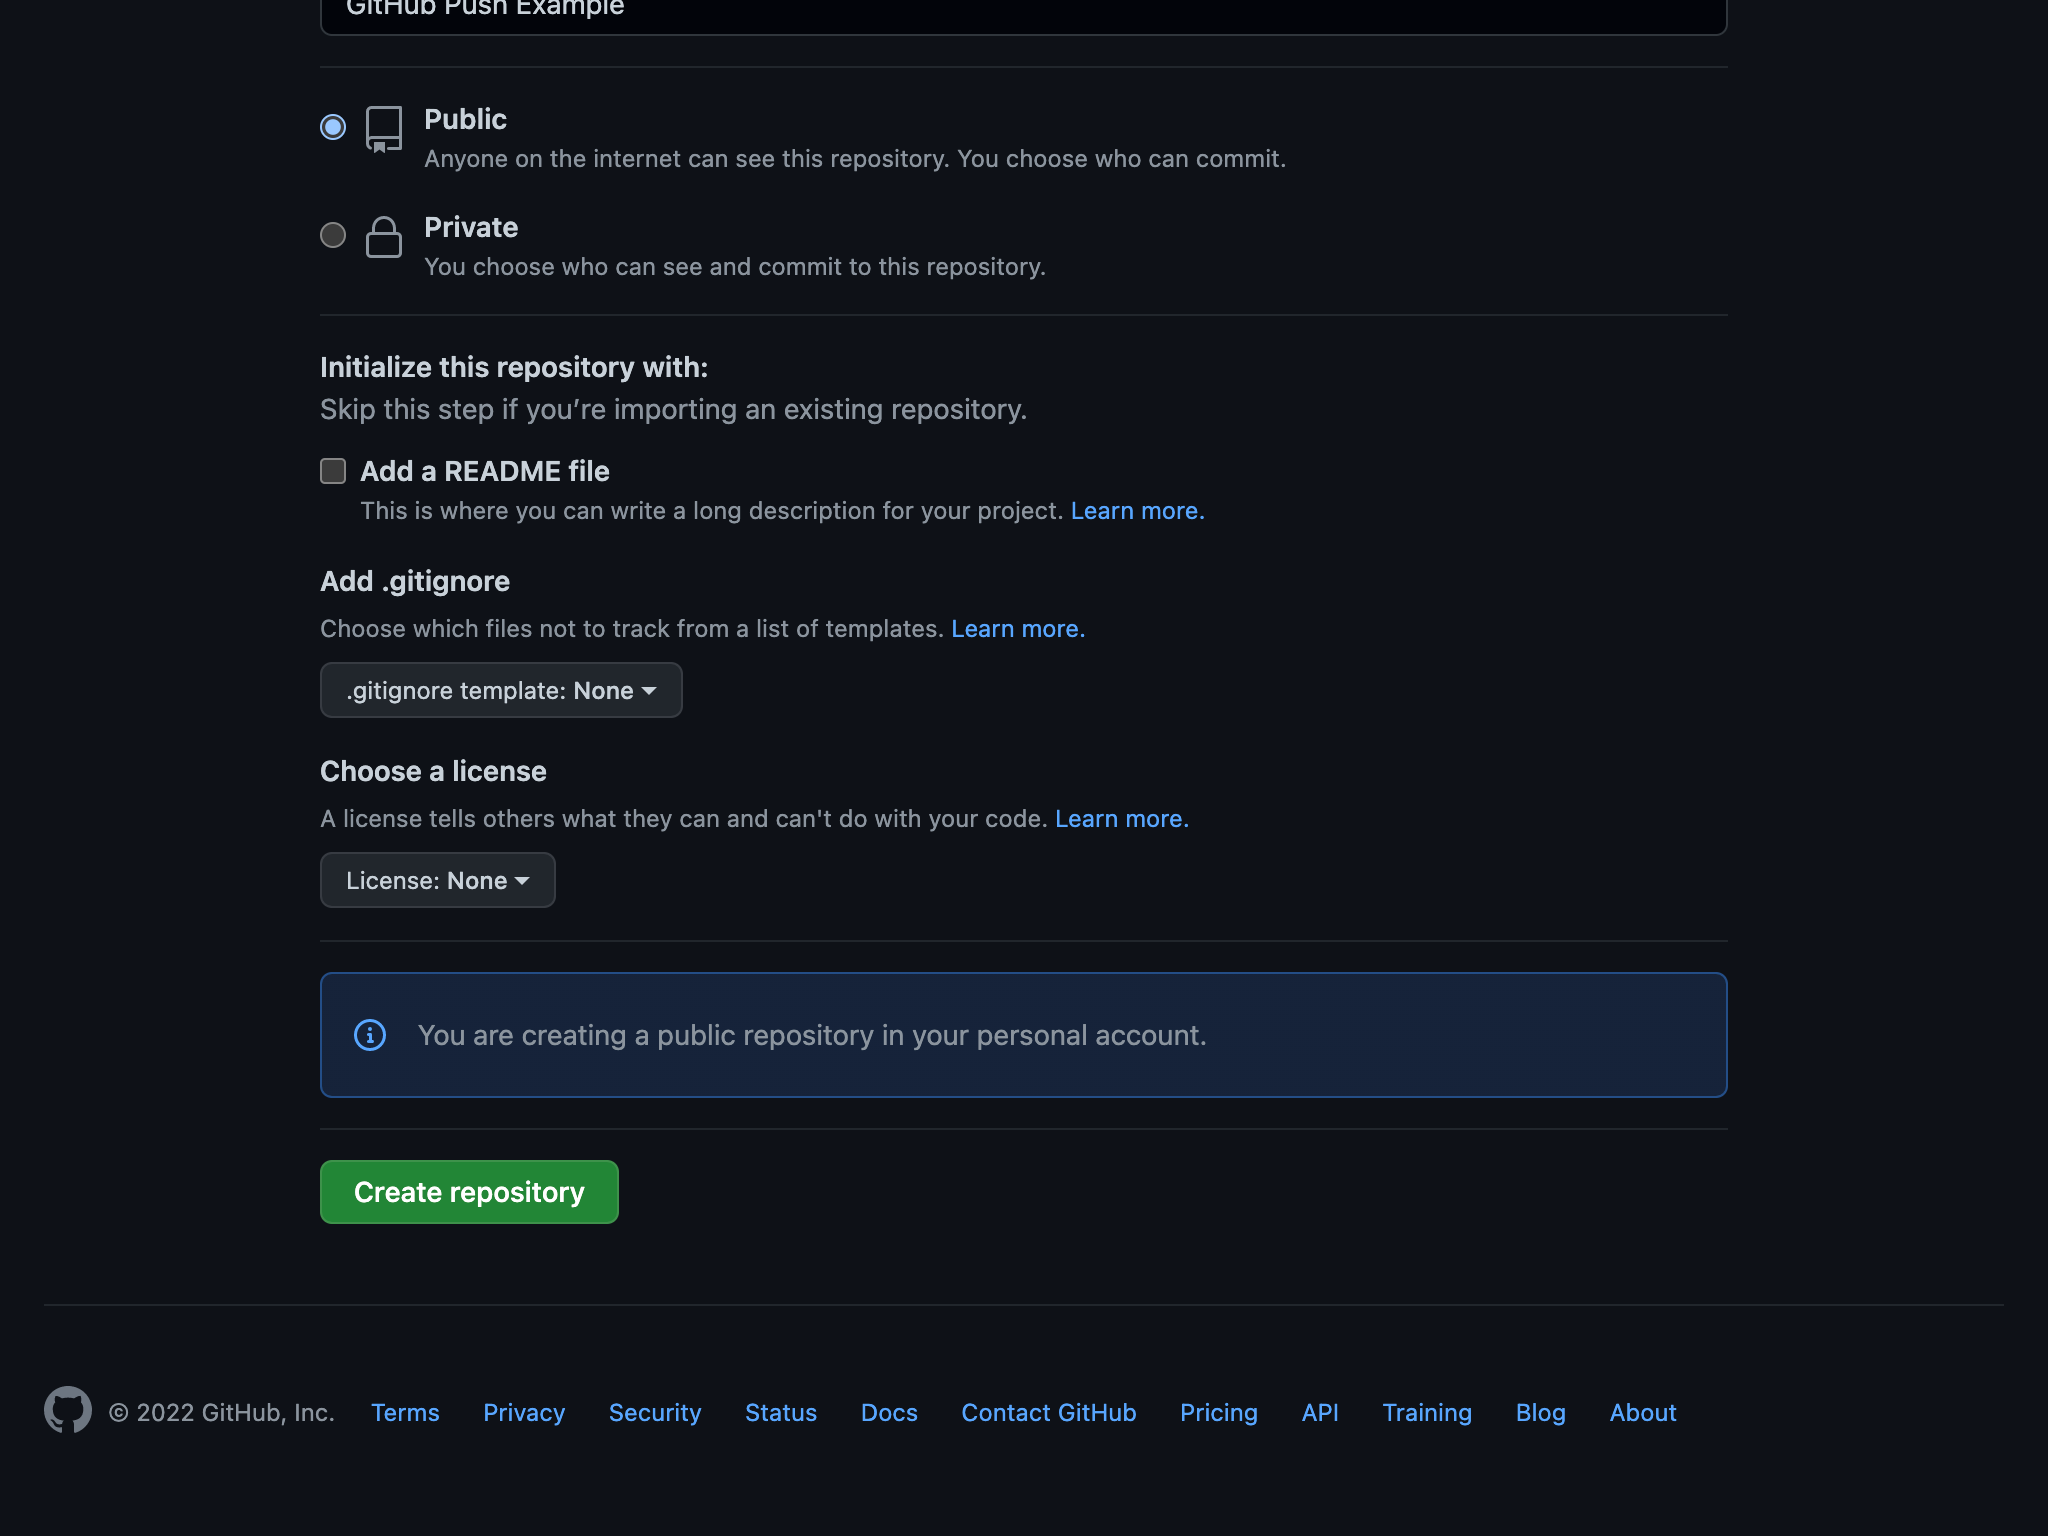 GitHub Push Example
Public
Anyone on the internet can see this repository. You choose who can commit.
Private
You choose who can see and commit to this repository.
Initialize this repository with:
Skip this step if you’re importing an existing repository.
Add a README file
This is where you can write a long description for your project. Learn more.
Add .gitignore
Choose which files not to track from a list of templates. Learn more.
.gitignore template: None
Choose a license
A license tells others what they can and can't do with your code. Learn more.
License: None
You are creating a public repository in your personal account.
Create repository
© 2022 GitHub, Inc. Terms Privacy Security Status Docs Contact GitHub Pricing API Training Blog About